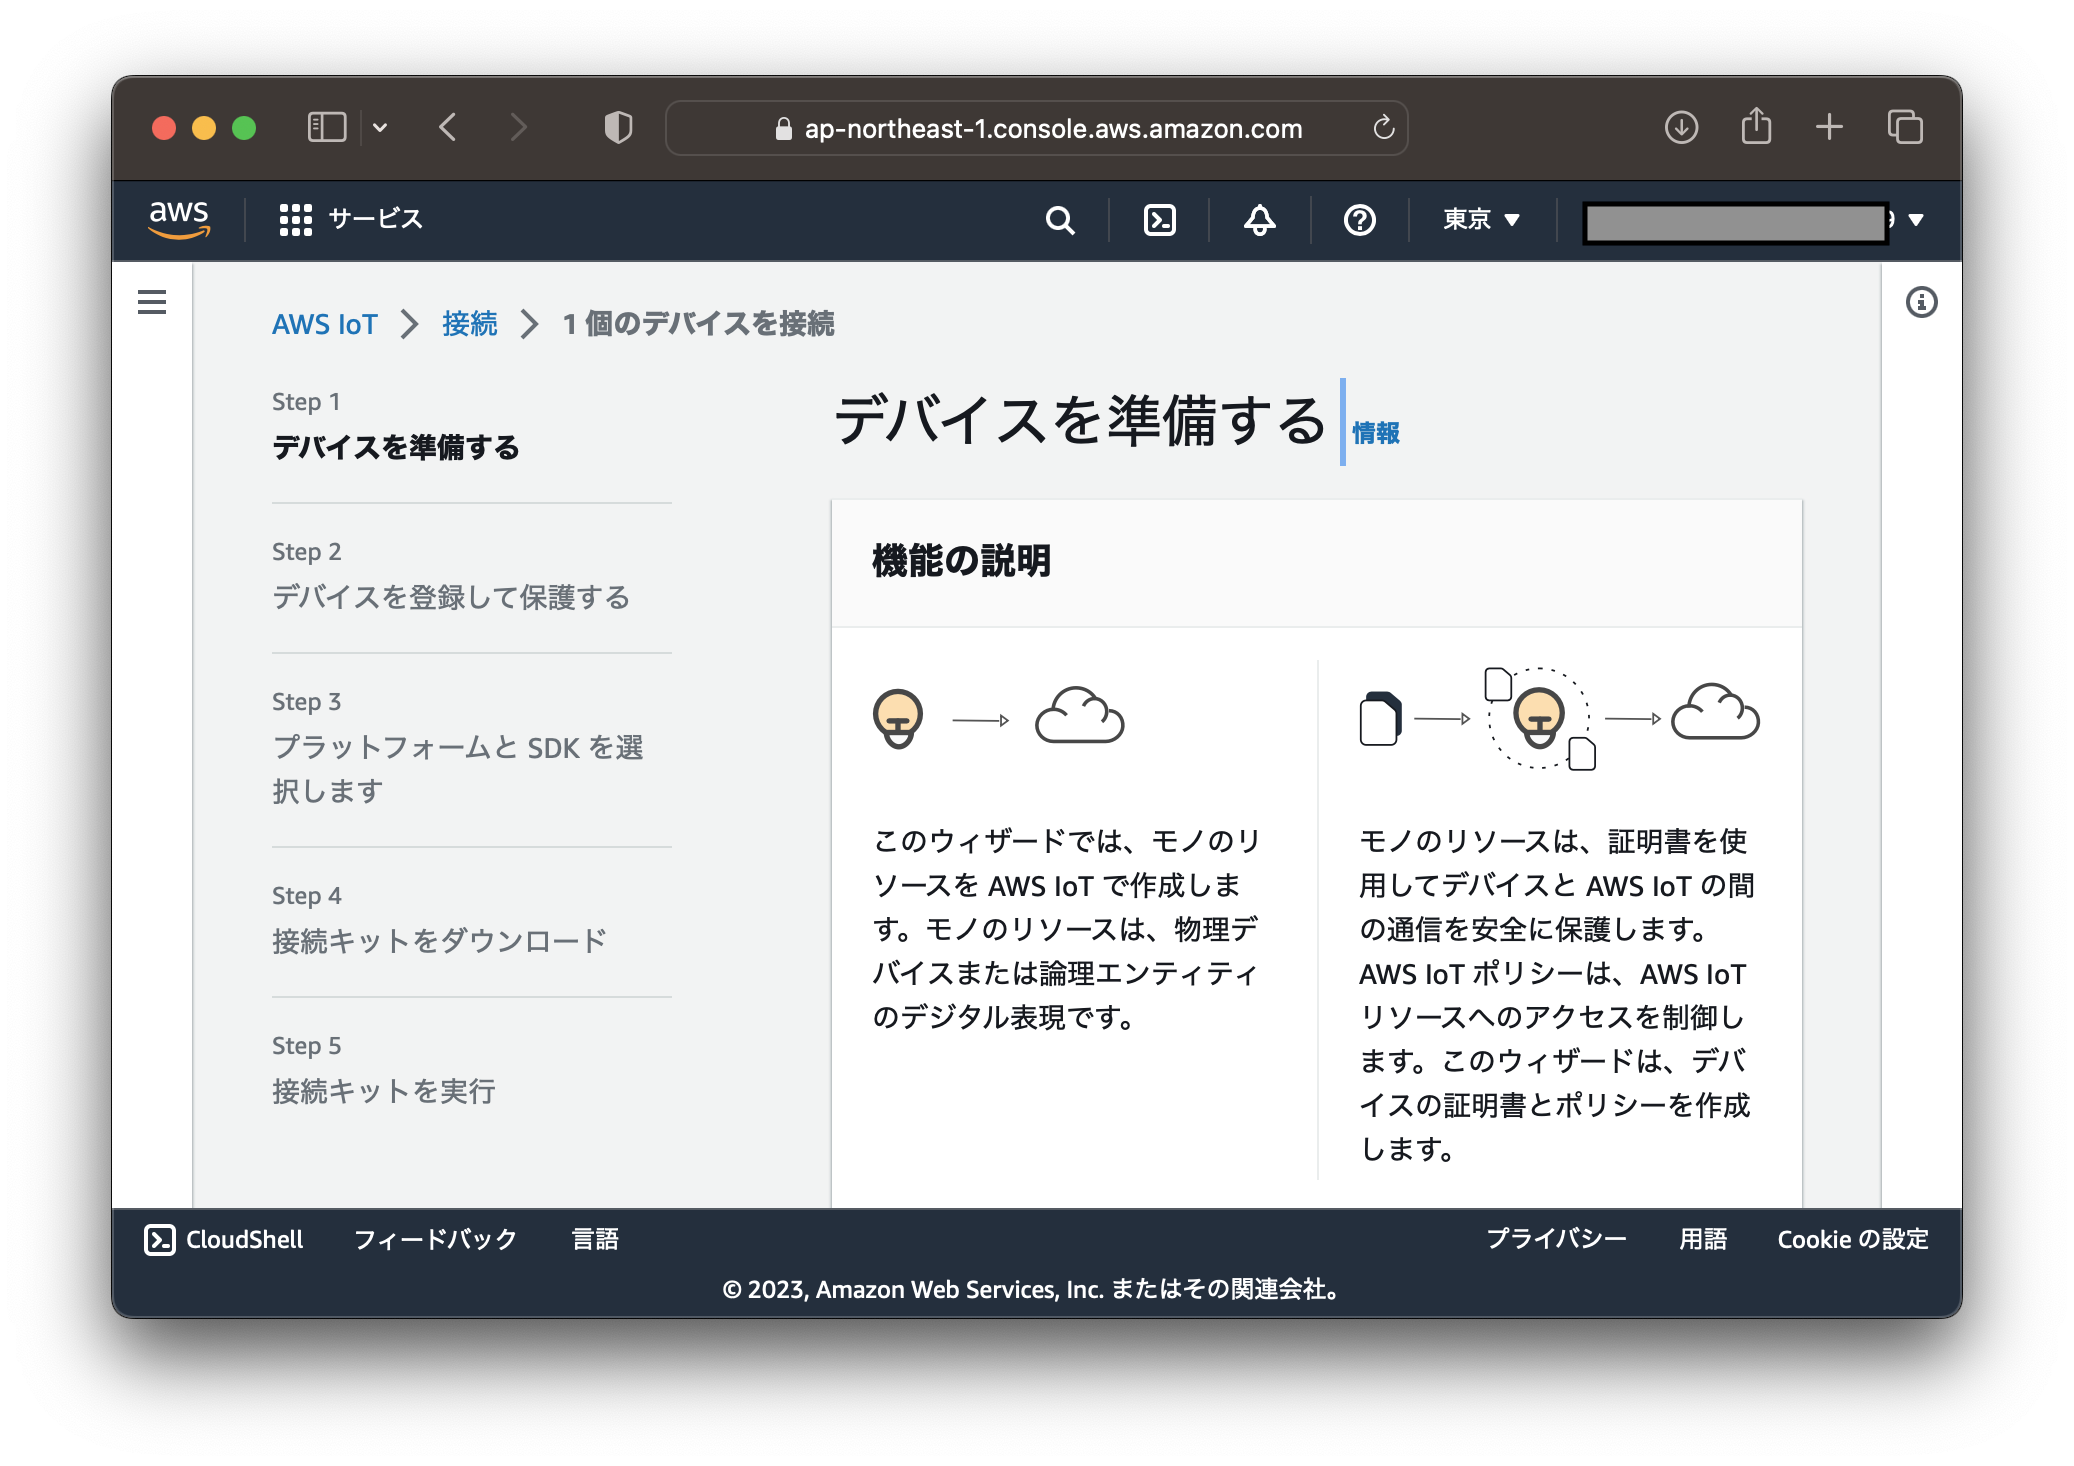 ap-northeast-1.console.aws.amazon.com
aws
サービス
東京
AWS IoT
接続
1 個のデバイスを接続
Step 1
デバイスを準備する
Step 2
デバイスを登録して保護する
Step 3
プラットフォームと SDK を選
択します
Step 4
接続キットをダウンロード
Step 5
接続キットを実行
デバイスを準備する
情報
機能の説明
このウィザードでは、モノのリ
ソースを AWS IoT で作成しま
す。モノのリソースは、物理デ
バイスまたは論理エンティティ
のデジタル表現です。
モノのリソースは、証明書を使
用してデバイスと AWS IoT の間
の通信を安全に保護します。
AWS IoT ポリシーは、AWS IoT
リソースへのアクセスを制御し
ます。このウィザードは、デバ
イスの証明書とポリシーを作成
します。
CloudShell
フィードバック
言語
プライバシー
用語
Cookie の設定
© 2023, Amazon Web Services, Inc. またはその関連会社。